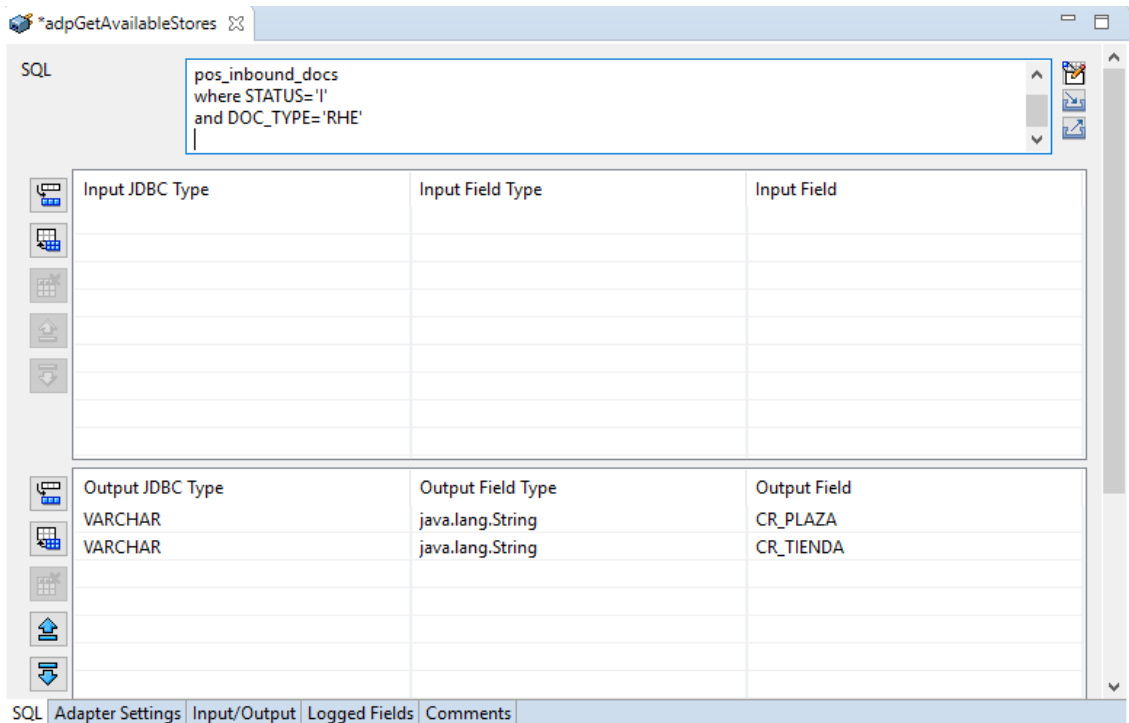 *adpGetAvailableStores
SQL
pos_inbound_docs
where STATUS='I'
and DOC_TYPE='RHE'
Input JDBC Type Input Field Type Input Field
Output JDBC Type Output Field Type Output Field
VARCHAR java.lang.String CR_PLAZA
VARCHAR java.lang.String CR_TIENDA
SQL Adapter Settings Input/Output Logged Fields Comments